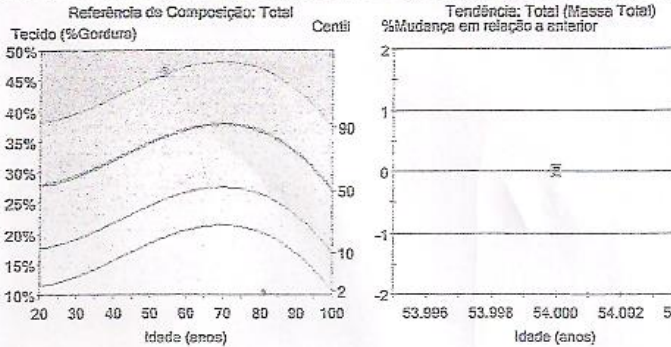 Referência de Composição: Total
Tecido (%Gordura)
Centil
50%
45%
40%
35%
30%
25%
20%
15%
10%
90
50
10
2
20 30 40 50 60 70 80 90 100
Idade (anos)
Tendência: Total (Massa Total)
%Mudança em relação a anterior
2
1
0
-1
-2
53.996 53.998 54.000 54.002 5
Idade (anos)